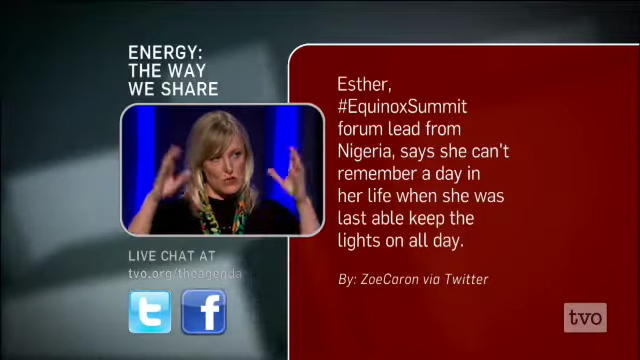 ENERGY:
THE WAY
WE SHARE
LIVE CHAT AT
tvo.org/theagenda
Esther,
#EquinoxSummit
forum lead from
Nigeria, says she can't
remember a day in
her life when she was
last able keep the
lights on all day.
By: ZoeCaron via Twitter
tvo